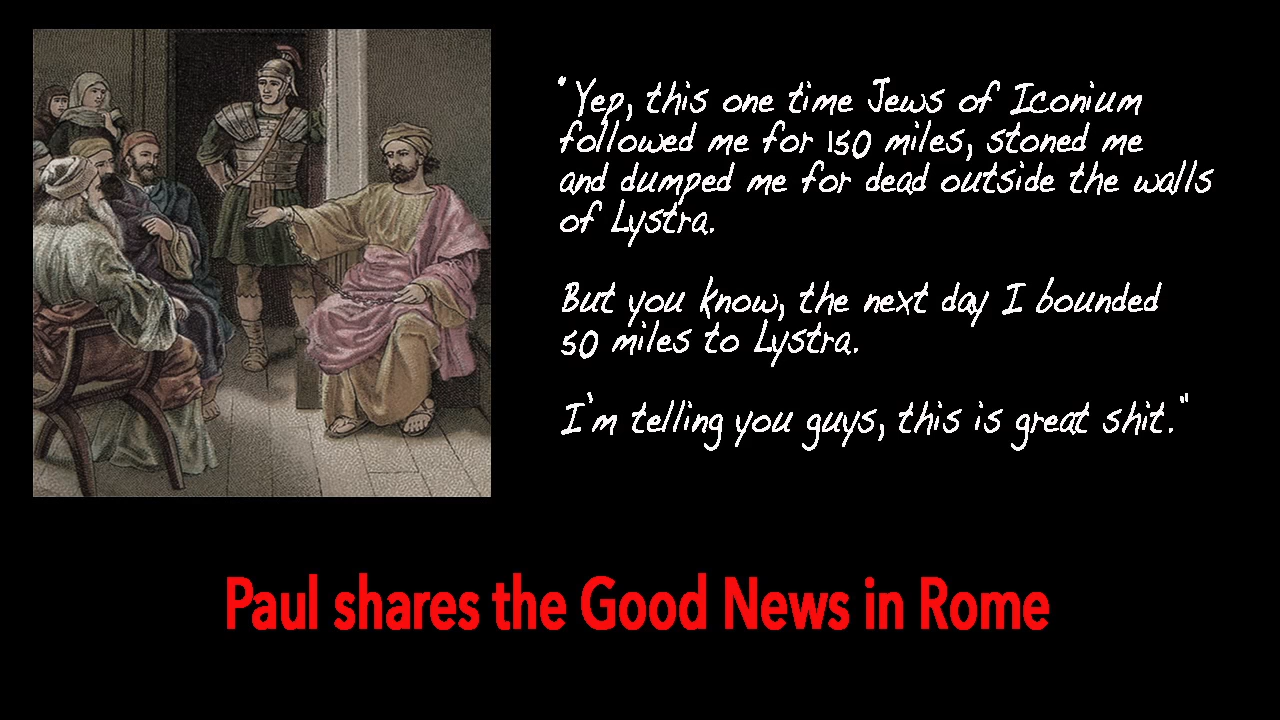 "Yep, this one time Jews of Iconium
followed me for 150 miles, stoned me
and dumped me for dead outside the walls
of Lystra.
But you know, the next day I bounded
50 miles to Lystra.
I'm telling you guys, this is great shit."
Paul shares the Good News in Rome